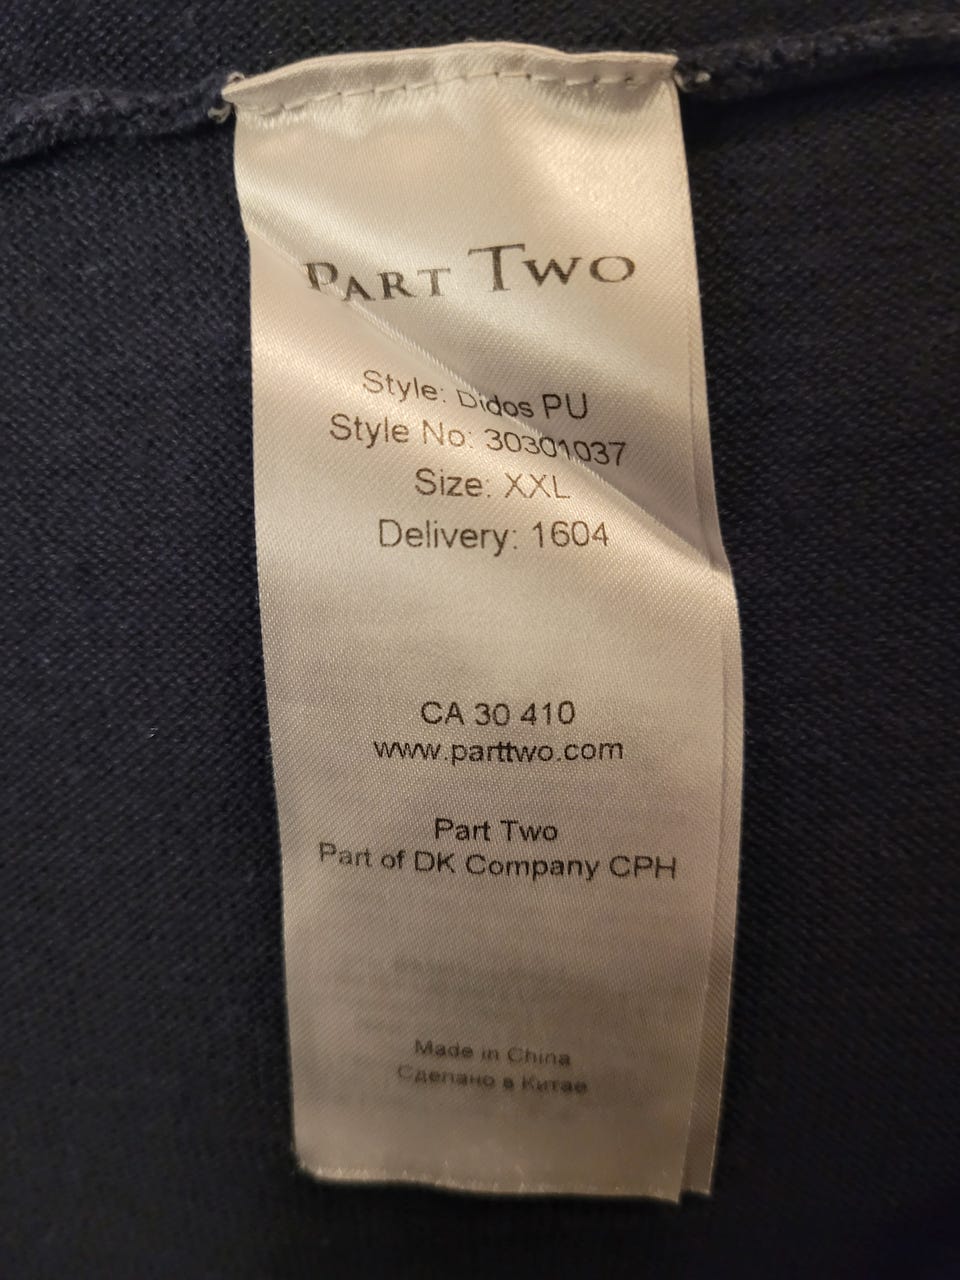 PART TWO
Style: Didos PU
Style No: 30301037
Size: XXL
Delivery: 1604
CA 30 410
www.parttwo.com
Part Two
Part of DK Company CPH
Made in China
Сделано в Китае